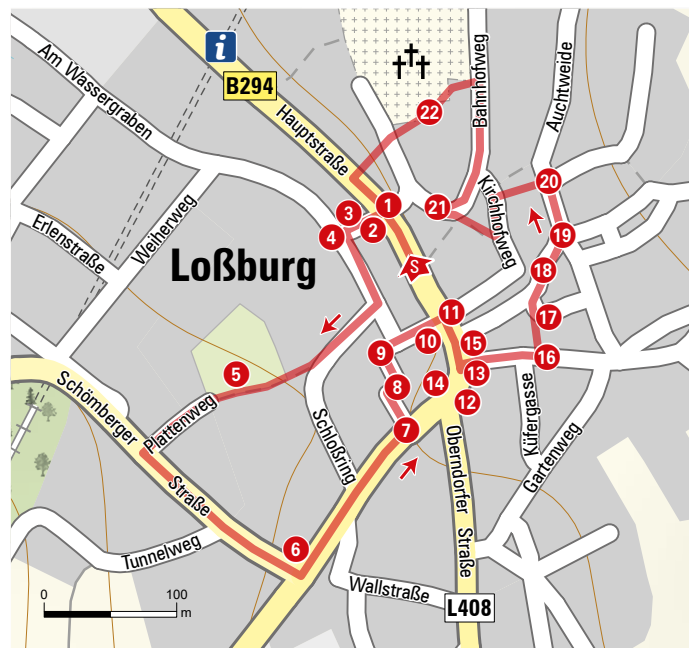 i
B294
Am Wassergraben
Hauptstraße
Bahnhofweg
Auchtweide
22
Kirchhofweg
20
21
1
3
2
4
19
Weiherweg
Erlenstraße
Loßburg
S
18
11
17
10
15
9
16
13
5
8
14
12
7
Schömberger
Straße
Plattenweg
Schloßring
Küfergasse
Gartenweg
Oberndorfer
Straße
6
Tunnelweg
Wallstraße
0 100
m
L408